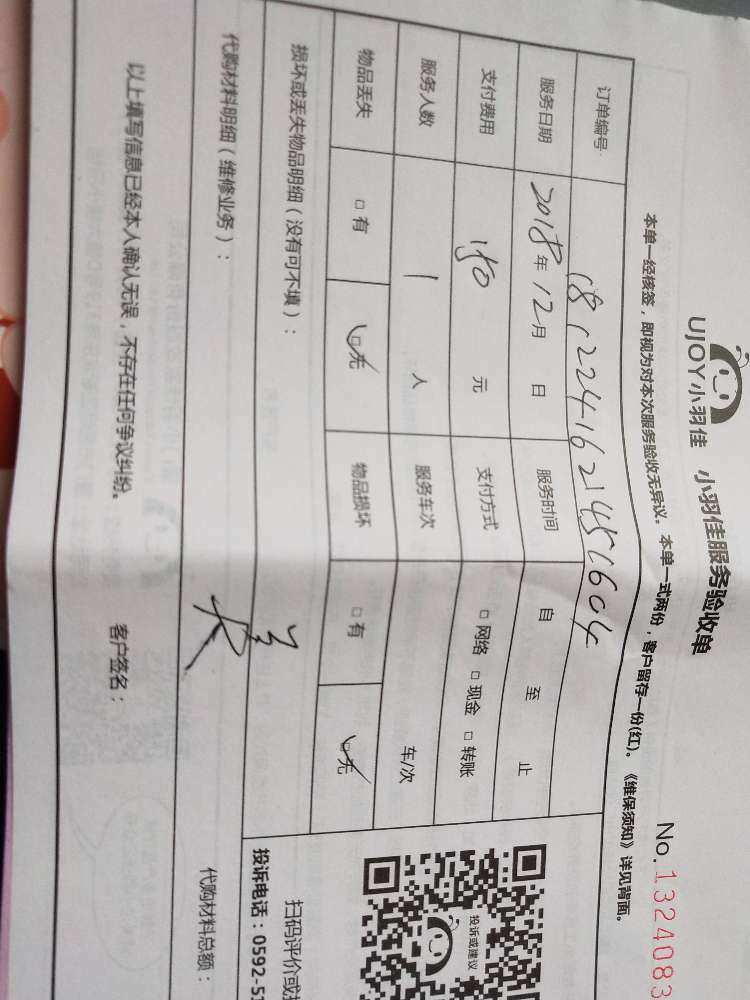 UJOY小羽佳 小羽佳服务验收单
No.1324083
本单一经核签，即视为对本次服务验收无异议。本单一式两份，客户留存一份(红)。《维保须知》详见背面。
订单编号 181224162145１604
服务日期 2018年12月 日 服务时间 自 至 止
支付费用 150 元 支付方式 □网络 □现金 □转账
服务人数 1 人 服务车次 车/次
物品丢失 □有 □无 物品损坏 □有 □无
损坏或丢失物品明细（没有可不填）：
代购材料明细（维修业务）：
代购材料总额：
以上填写信息已经本人确认无误，不存在任何争议纠纷。 客户签名：
投诉或建议
扫码评价或
投诉电话：0592-5